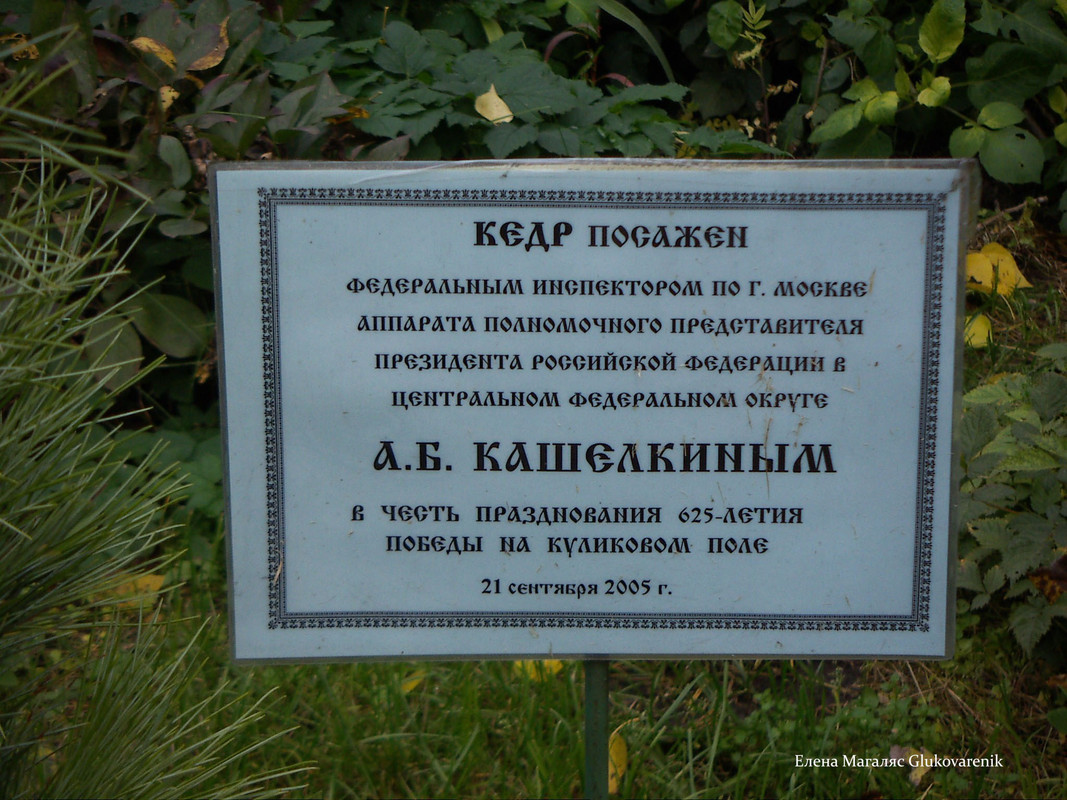 КЕДР ПОСАЖЕН
ФЕДЕРАЛЬНЫМ ИНСПЕКТОРОМ ПО Г. МОСКВЕ
АППАРАТА ПОЛНОМОЧНОГО ПРЕДСТАВИТЕЛЯ
ПРЕЗИДЕНТА РОССИЙСКОЙ ФЕДЕРАЦИИ В
ЦЕНТРАЛЬНОМ ФЕДЕРАЛЬНОМ ОКРУГЕ
А.Б. КАШЕЛКИНЫМ
В ЧЕСТЬ ПРАЗДНОВАНИЯ 625-ЛЕТИЯ
ПОБЕДЫ НА КУЛИКОВОМ ПОЛЕ
21 сентября 2005 г.
Елена Магаляс Glukovarenik